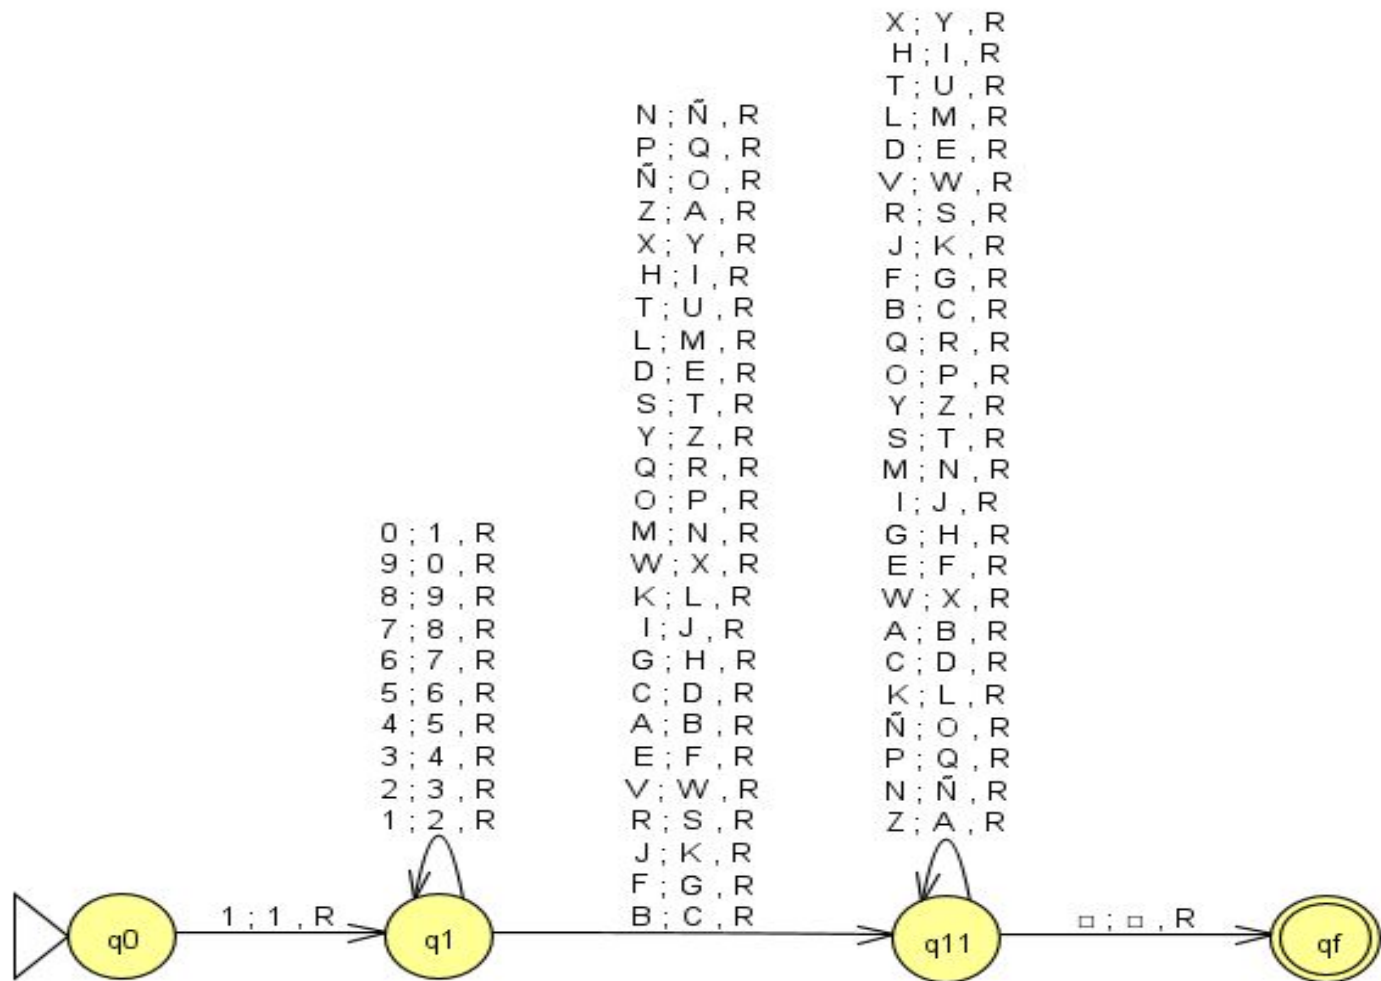 0 ; 1 , R
9 ; 0 , R
8 ; 9 , R
7 ; 8 , R
6 ; 7 , R
5 ; 6 , R
4 ; 5 , R
3 ; 4 , R
2 ; 3 , R
1 ; 2 , R
N ; Ñ , R
P ; Q , R
Ñ ; O , R
Z ; A , R
X ; Y , R
H ; I , R
T ; U , R
L ; M , R
D ; E , R
S ; T , R
Y ; Z , R
Q ; R , R
O ; P , R
M ; N , R
W ; X , R
K ; L , R
I ; J , R
G ; H , R
C ; D , R
A ; B , R
E ; F , R
V ; W , R
R ; S , R
J ; K , R
F ; G , R
B ; C , R
X ; Y , R
H ; I , R
T ; U , R
L ; M , R
D ; E , R
V ; W , R
R ; S , R
J ; K , R
F ; G , R
B ; C , R
Q ; R , R
O ; P , R
Y ; Z , R
S ; T , R
M ; N , R
I ; J , R
G ; H , R
E ; F , R
W ; X , R
A ; B , R
C ; D , R
K ; L , R
Ñ ; O , R
P ; Q , R
N ; Ñ , R
Z ; A , R
q0
1 ; 1 , R
q1
q11
□ ; □ , R
qf